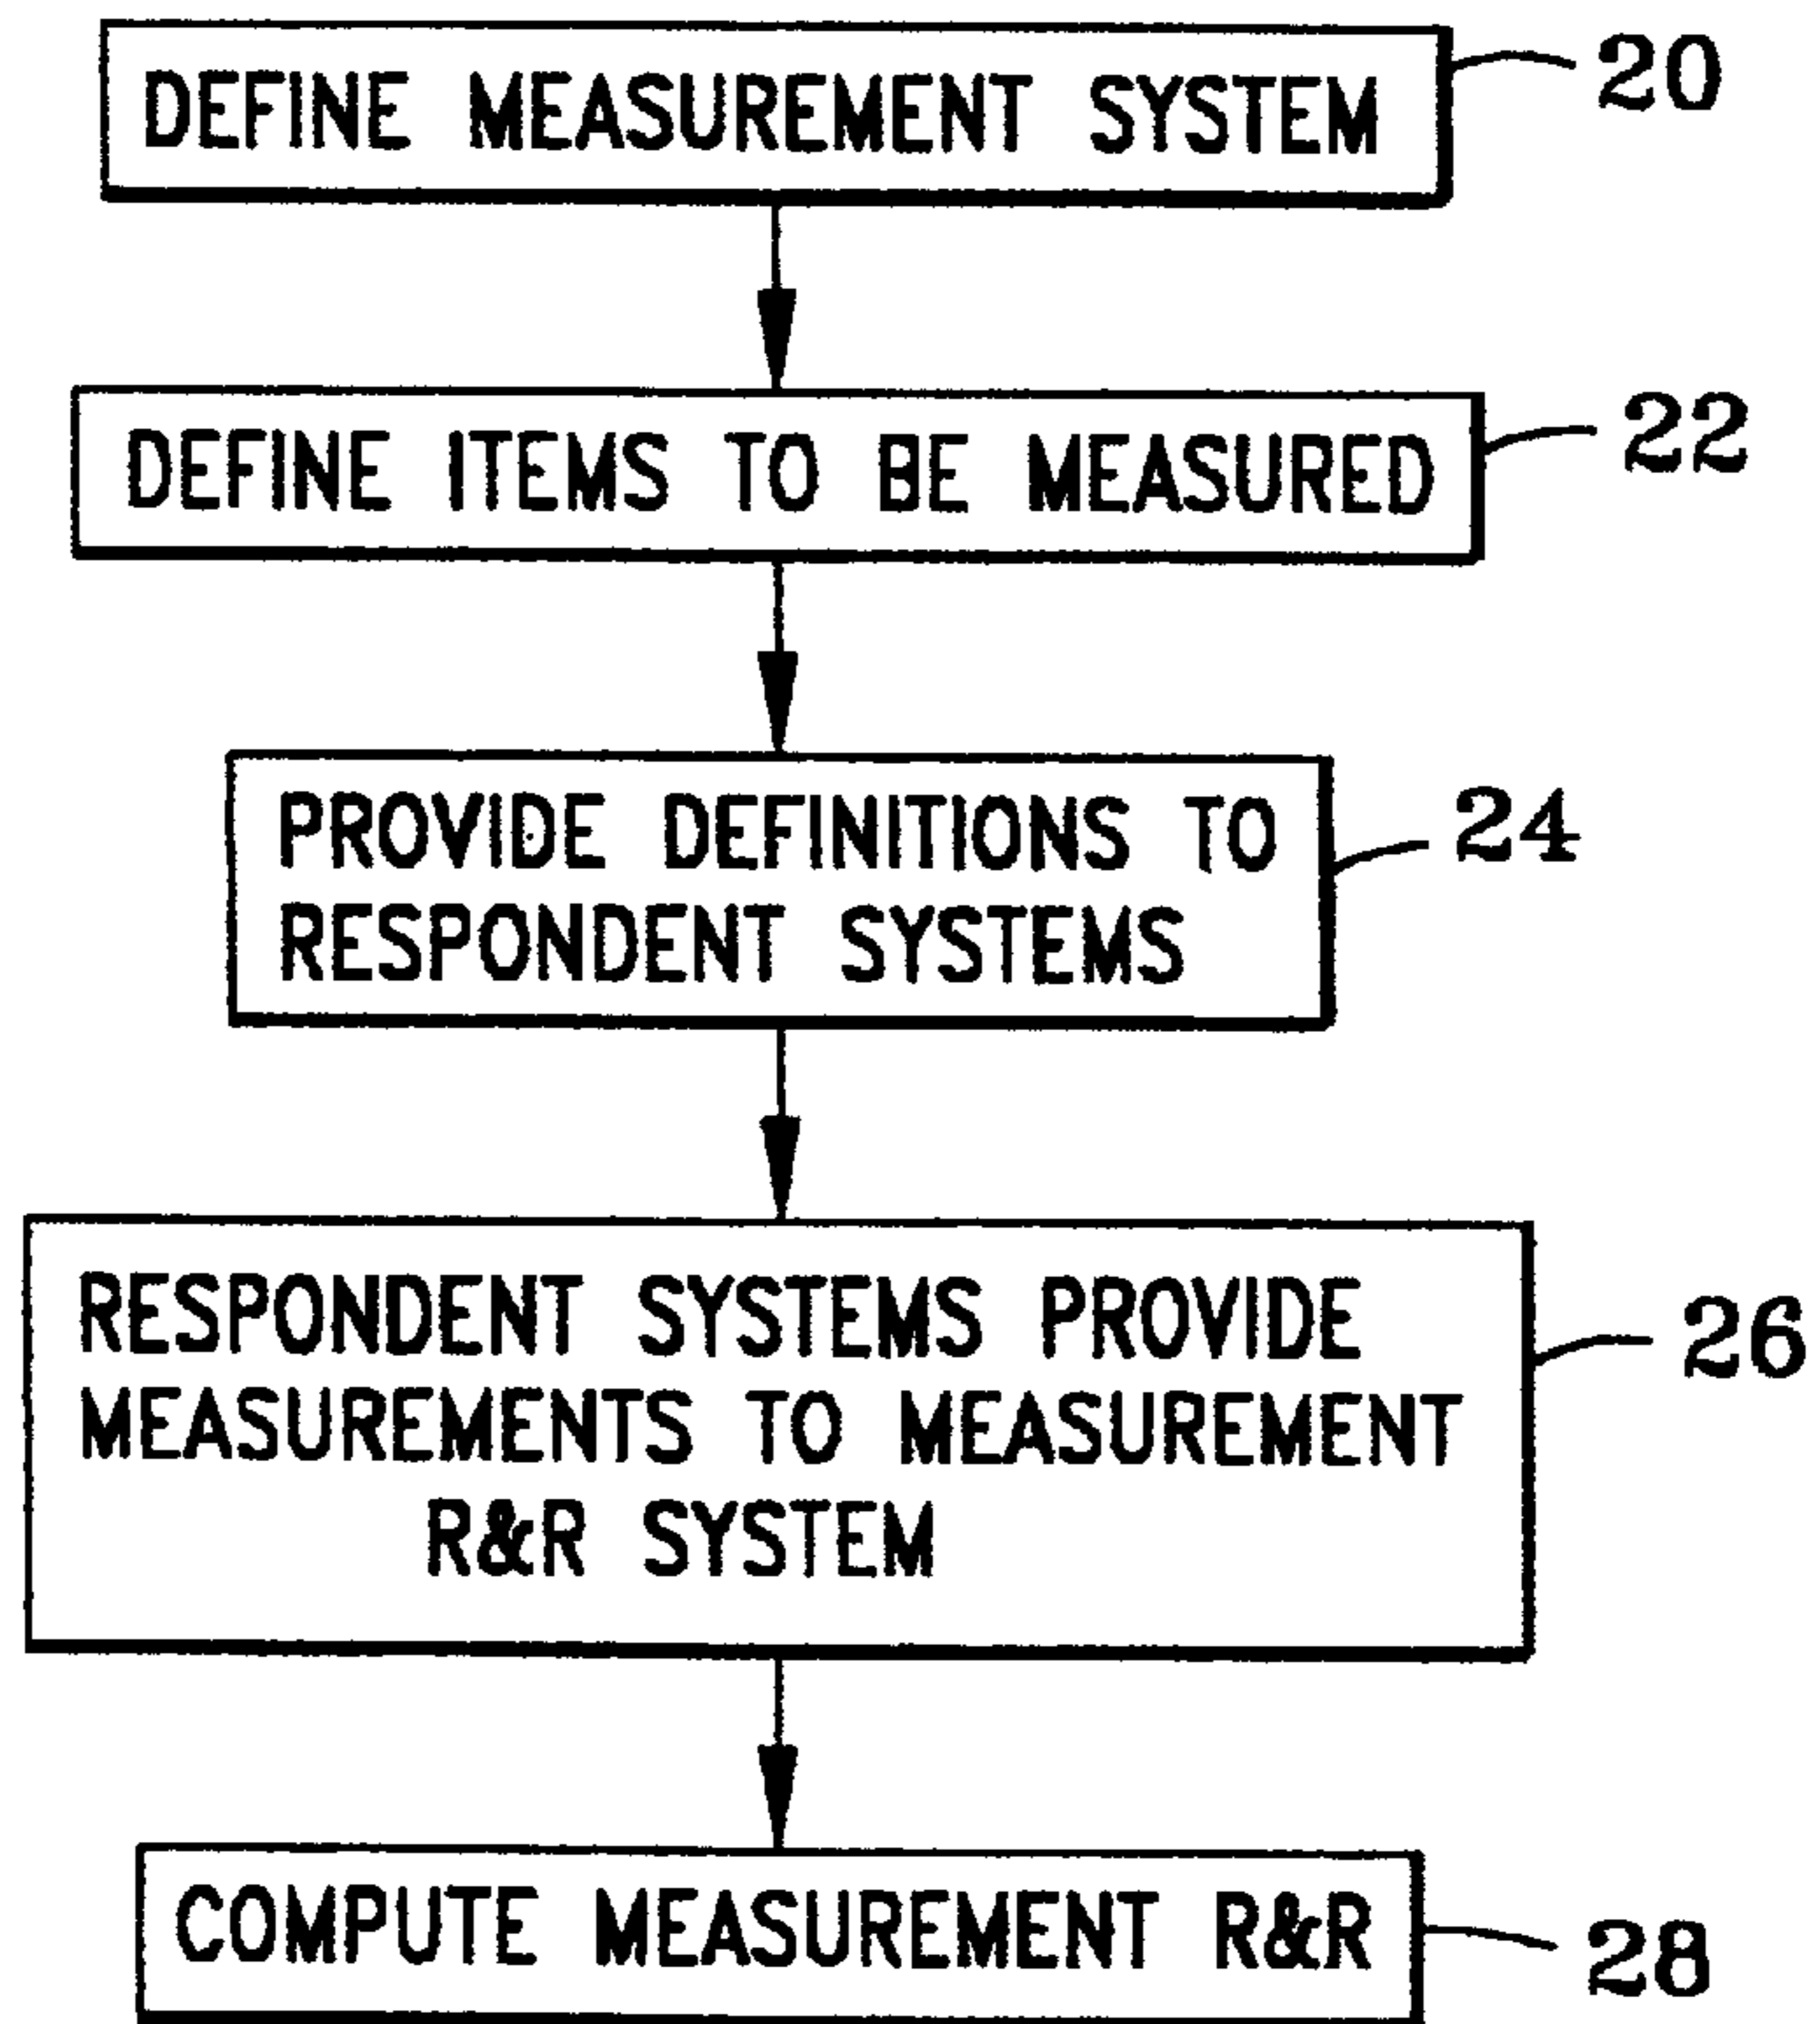 DEFINE MEASUREMENT SYSTEM
20
DEFINE ITEMS TO BE MEASURED
22
PROVIDE DEFINITIONS TO
RESPONDENT SYSTEMS
24
RESPONDENT SYSTEMS PROVIDE
MEASUREMENTS TO MEASUREMENT
R&R SYSTEM
26
COMPUTE MEASUREMENT R&R
28